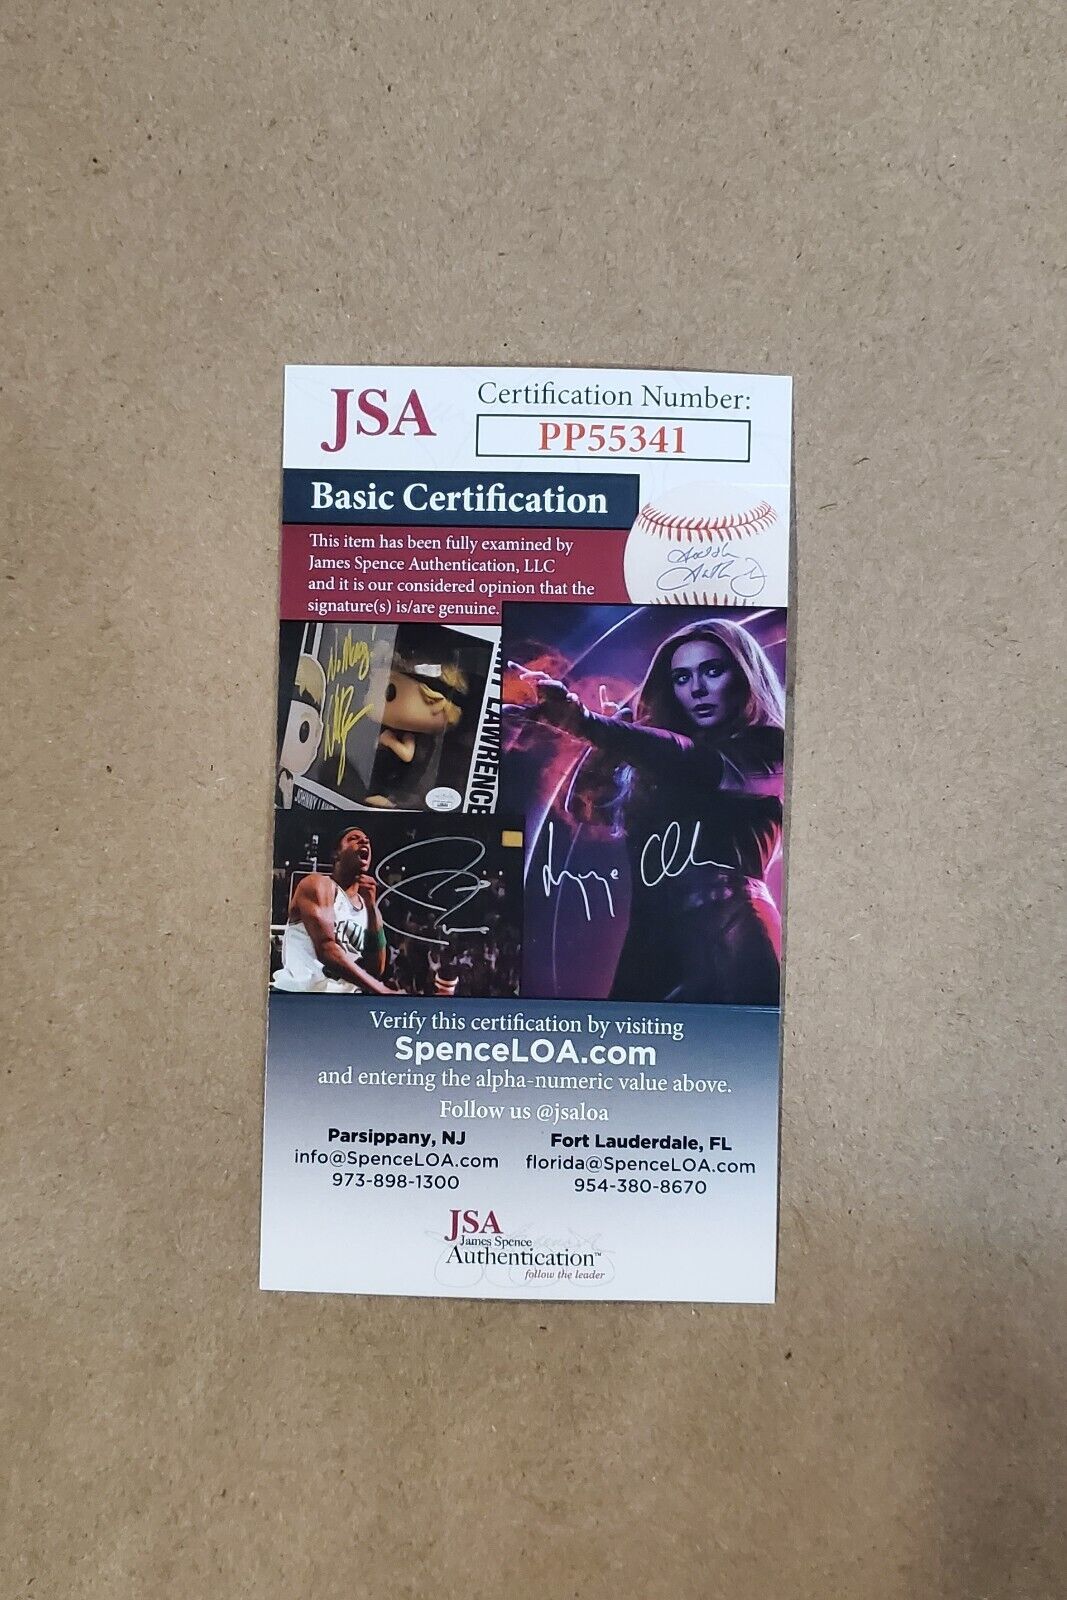 JSA
Certification Number:
PP55341
Basic Certification
This item has been fully examined by
James Spence Authentication, LLC
and it is our considered opinion that the
signature(s) is/are genuine.
LAWRENCE
CELTI
Verify this certification by visiting
SpenceLOA.com
and entering the alpha-numeric value above.
Follow us @jsaloa
Parsippany, NJ
info@SpenceLOA.com
973-898-1300
Fort Lauderdale, FL
florida@SpenceLOA.com
954-380-8670
JSA
James Spence
Authentication™
follow the leader